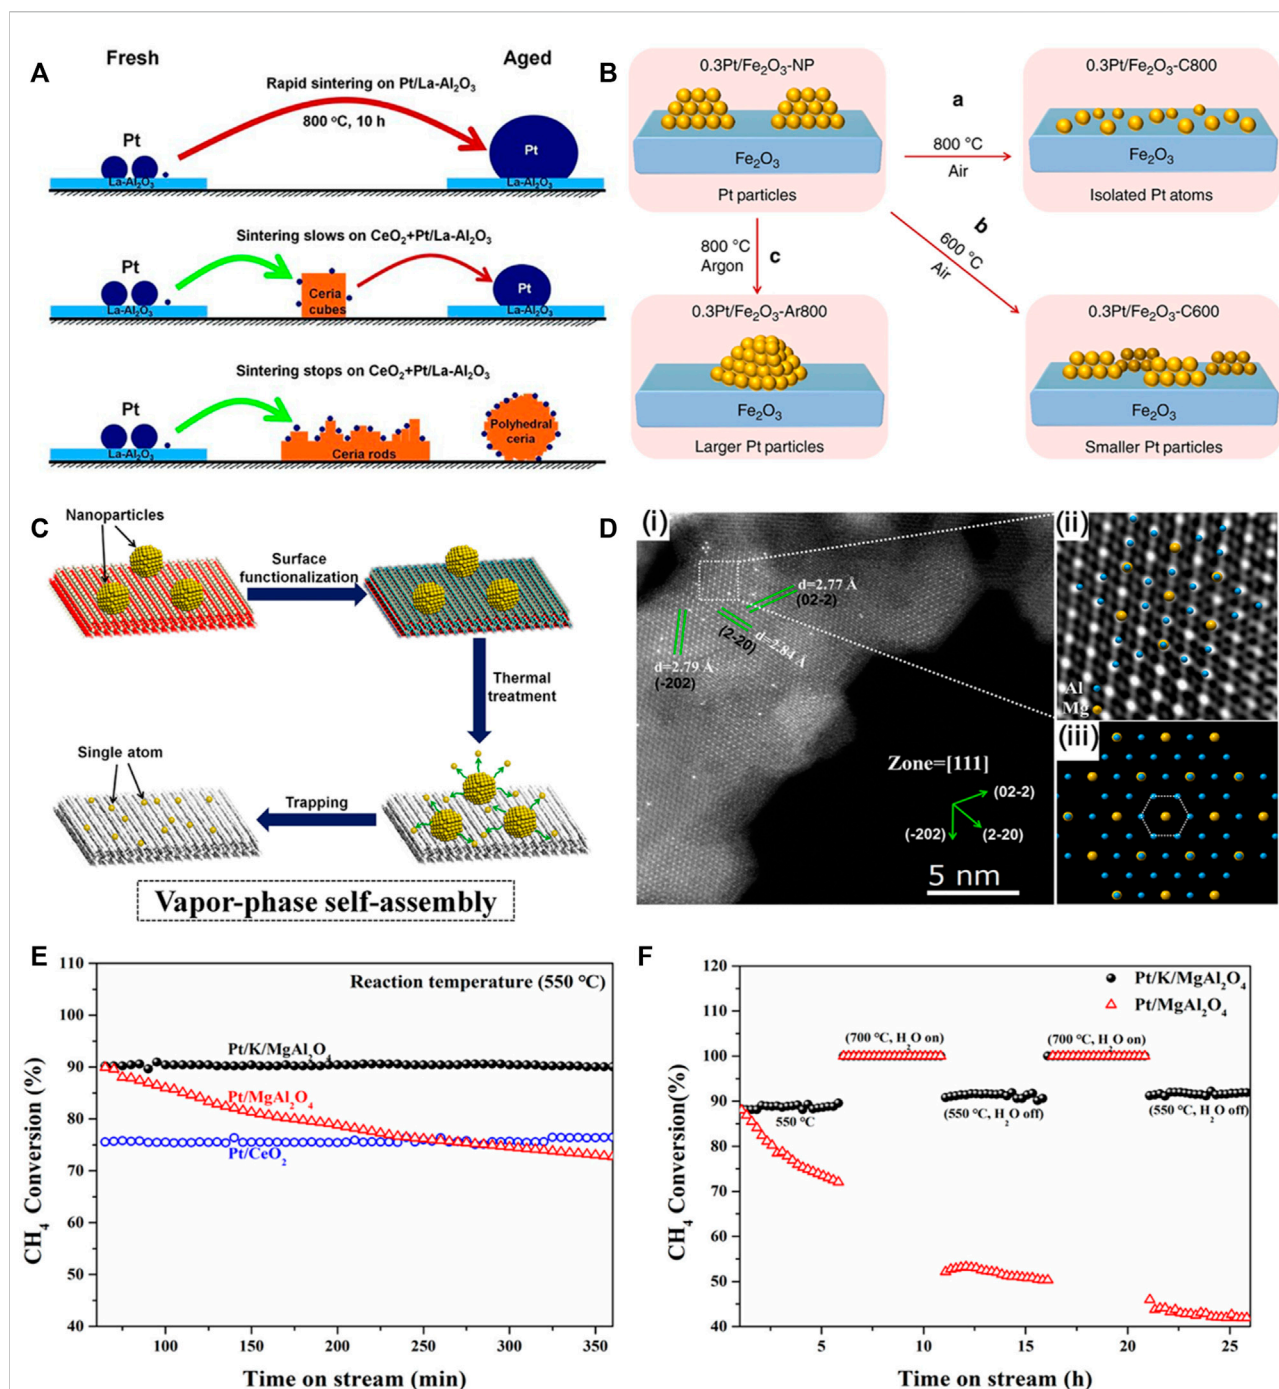 A
Fresh
Aged
Rapid sintering on Pt/La-Al₂O₃
800 °C, 10 h
Pt
Pt
La-Al₂O₃
La-Al₂O₃
Sintering slows on CeO₂+Pt/La-Al₂O₃
Pt
Ceria
cubes
Pt
La-Al₂O₃
La-Al₂O₃
Sintering stops on CeO₂+Pt/La-Al₂O₃
Pt
Polyhedral
ceria
La-Al₂O₃
Ceria rods
B
0.3Pt/Fe₂O₃-NP
Fe₂O₃
Pt particles
a
800 °C
Air
0.3Pt/Fe₂O₃-C800
Fe₂O₃
Isolated Pt atoms
800 °C
Argon
c
b
600 °C
Air
0.3Pt/Fe₂O₃-Ar800
Fe₂O₃
Larger Pt particles
0.3Pt/Fe₂O₃-C600
Fe₂O₃
Smaller Pt particles
C
Nanoparticles
Surface
functionalization
Thermal
treatment
Single atom
Trapping
Vapor-phase self-assembly
D
(i)
d=2.77 Å
(02-2)
(2-20)
d=2.84 Å
d=2.79 Å
(-202)
Zone=[111]
(02-2)
(-202)
(2-20)
5 nm
(ii)
Al
Mg
(iii)
E
Reaction temperature (550 °C)
Pt/K/MgAl₂O₄
Pt/MgAl₂O₄
Pt/CeO₂
CH₄ Conversion (%)
110
100
90
80
70
60
50
40
100
150
200
250
300
350
Time on stream (min)
F
Pt/K/MgAl₂O₄
Pt/MgAl₂O₄
(700 °C, H₂O on)
(700 °C, H₂O on)
550 °C
(550 °C, H₂O off)
(550 °C, H₂O off)
CH₄ Conversion(%)
120
110
100
90
80
70
60
50
40
5
10
15
20
25
Time on stream (h)